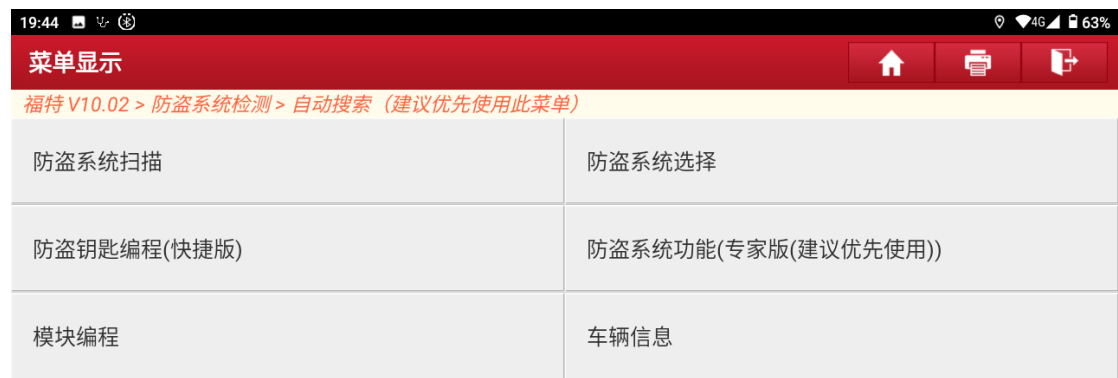 19:44 4G 63%
菜单显示
福特 V10.02 > 防盗系统检测 > 自动搜索（建议优先使用此菜单）
防盗系统扫描
防盗系统选择
防盗钥匙编程(快捷版)
防盗系统功能(专家版(建议优先使用))
模块编程
车辆信息